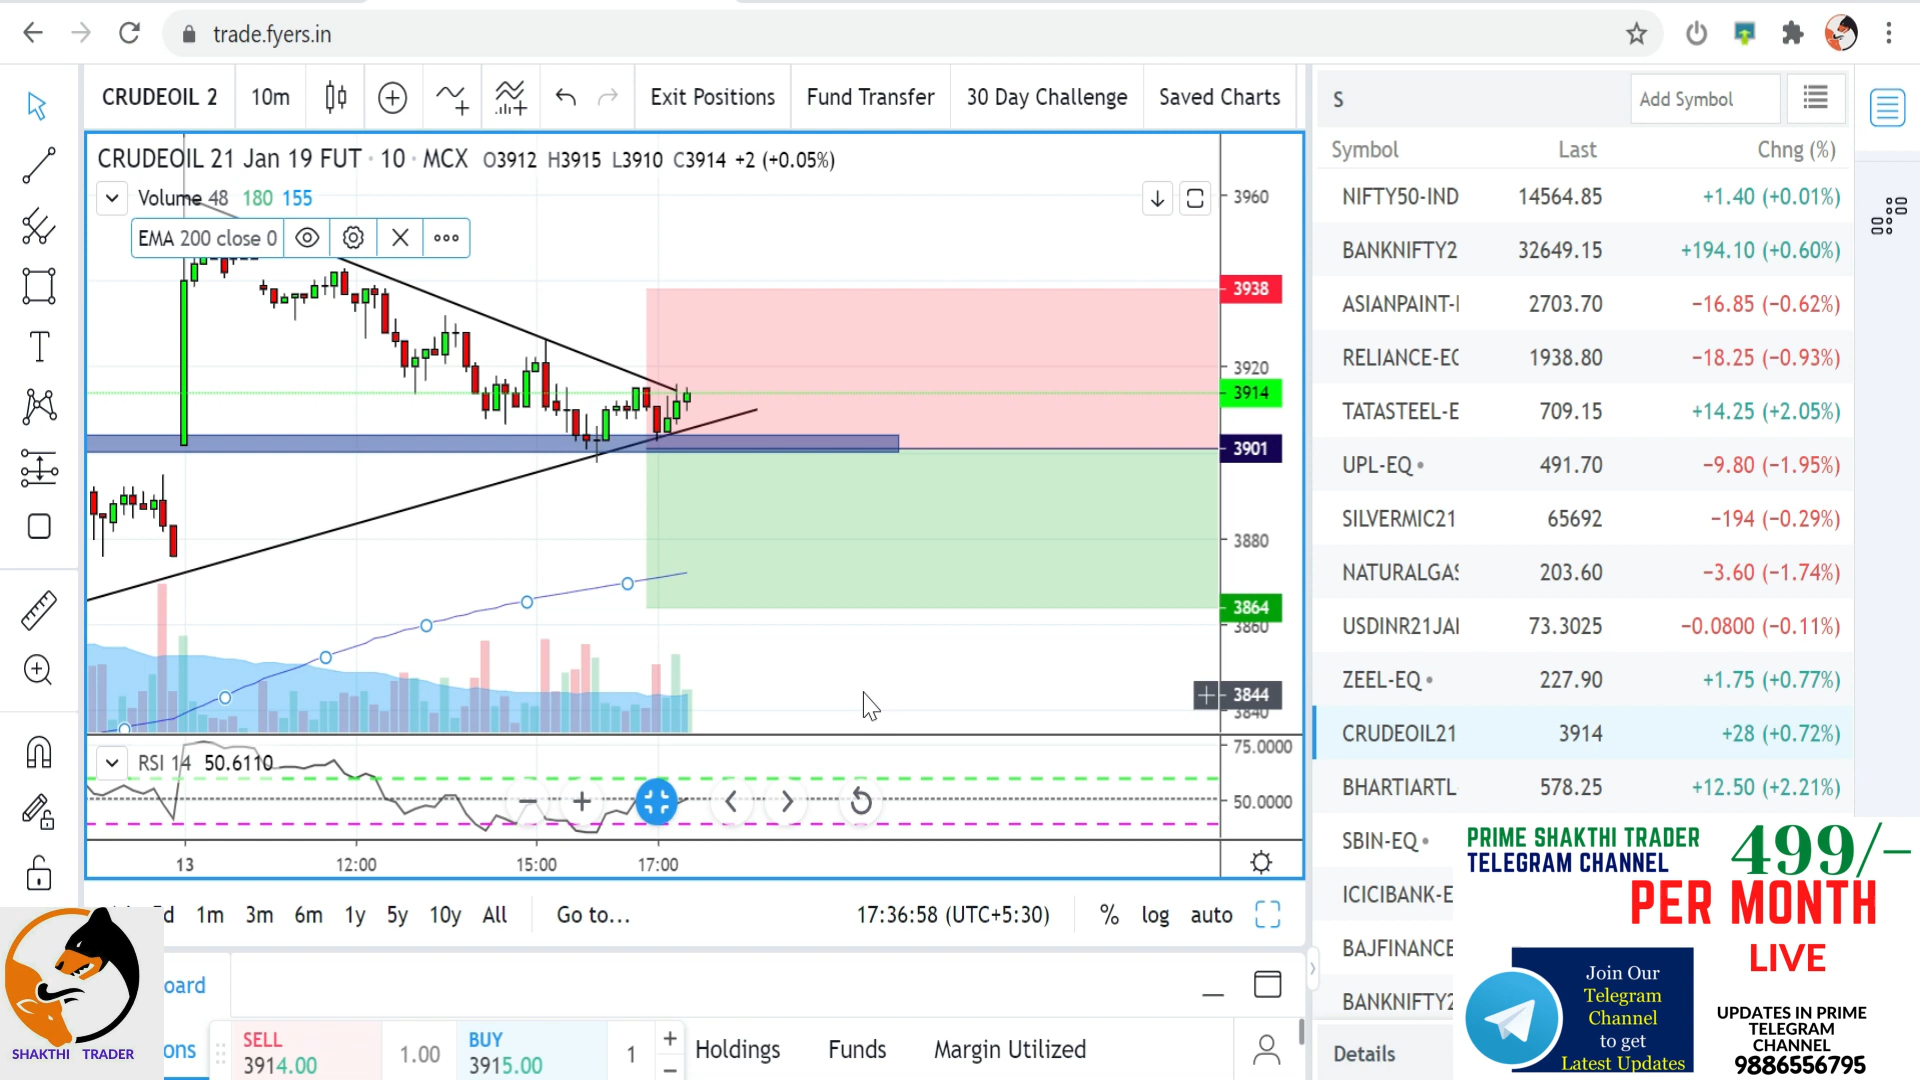 trade.fyers.in
CRUDEOIL 2
10m
Exit Positions
Fund Transfer
30 Day Challenge
Saved Charts
S
Add Symbol
CRUDEOIL 21 Jan 19 FUT · 10 · MCX O3912 H3915 L3910 C3914 +2 (+0.05%)
Volume 48 180 155
EMA 200 close 0
3960
3938
3920
3914
3901
3880
3864
3860
3844
3840
RSI 14 50.6110
75.0000
50.0000
13
12:00
15:00
17:00
1m 3m 6m 1y 5y 10y All
Go to...
17:36:58 (UTC+5:30)
% log auto
Symbol Last Chng (%)
NIFTY50-IND 14564.85 +1.40 (+0.01%)
BANKNIFTY2 32649.15 +194.10 (+0.60%)
ASIANPAINT- 2703.70 −16.85 (−0.62%)
RELIANCE-EQ 1938.80 −18.25 (−0.93%)
TATASTEEL-E 709.15 +14.25 (+2.05%)
UPL-EQ 491.70 −9.80 (−1.95%)
SILVERMIC21 65692 −194 (−0.29%)
NATURALGAS 203.60 −3.60 (−1.74%)
USDINR21JA 73.3025 −0.0800 (−0.11%)
ZEEL-EQ 227.90 +1.75 (+0.77%)
CRUDEOIL21 3914 +28 (+0.72%)
BHARTIARTL 578.25 +12.50 (+2.21%)
SBIN-EQ
ICICIBANK-E
BAJFINANCE
BANKNIFTY2
Details
oard
ons
SELL
3914.00
1.00
BUY
3915.00
1
Holdings
Funds
Margin Utilized
SHAKTHI TRADER
PRIME SHAKTHI TRADER
TELEGRAM CHANNEL
499/-
PER MONTH
LIVE
Join Our
Telegram
Channel
to get
Latest Updates
UPDATES IN PRIME
TELEGRAM
CHANNEL
9886556795